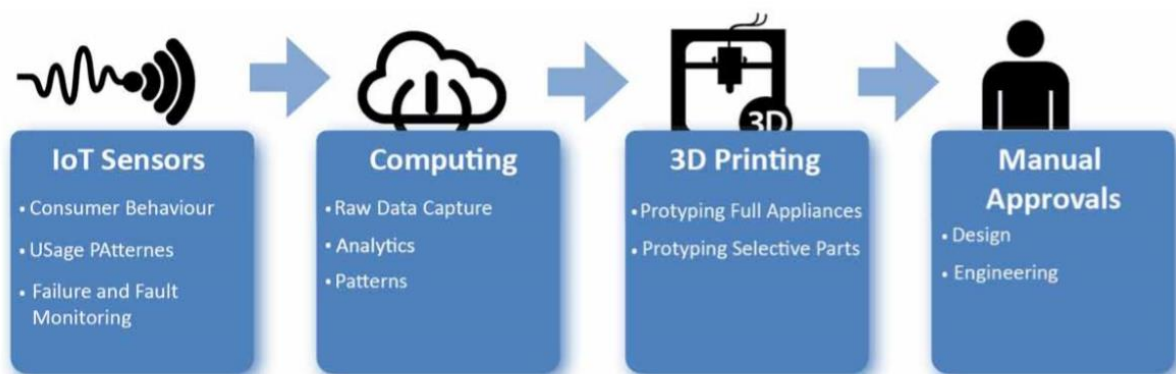 3D
IoT Sensors
• Consumer Behaviour
• USage PAtternes
• Failure and Fault
Monitoring
Computing
• Raw Data Capture
• Analytics
• Patterns
3D Printing
• Protyping Full Appliances
• Protyping Selective Parts
Manual
Approvals
• Design
• Engineering